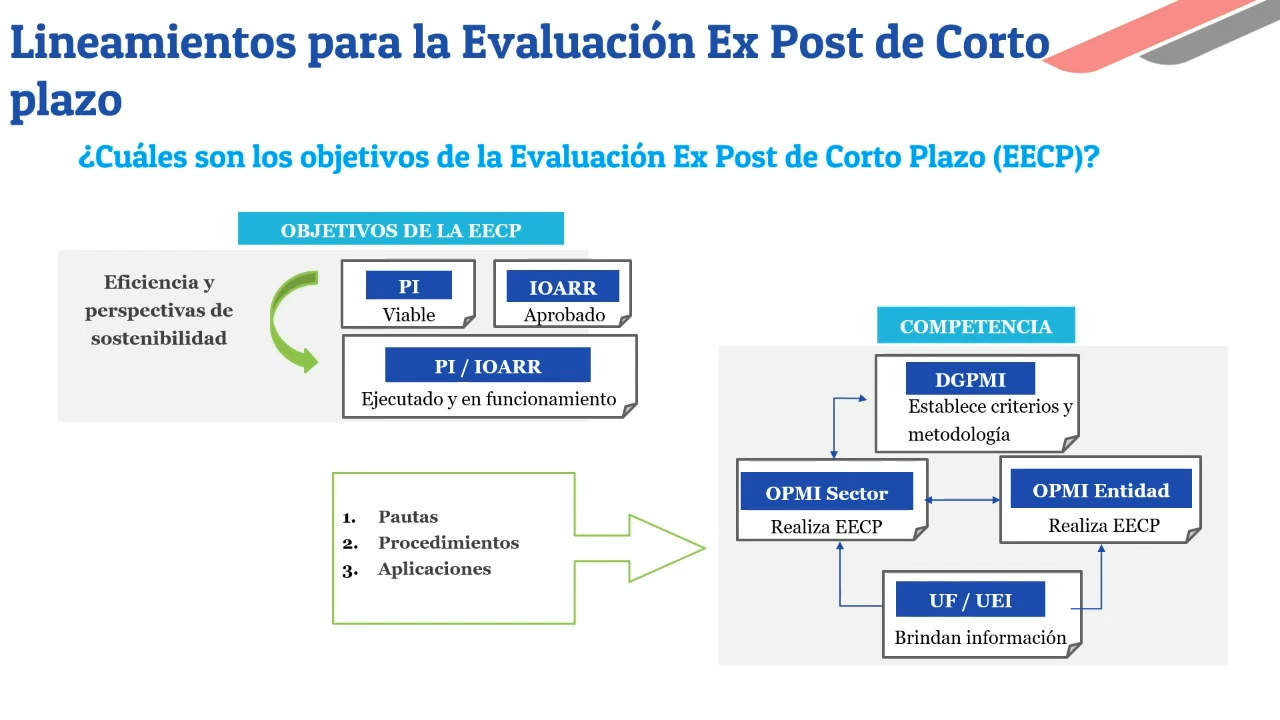 Lineamientos para la Evaluación Ex Post de Corto
plazo
¿Cuáles son los objetivos de la Evaluación Ex Post de Corto Plazo (EECP)?
OBJETIVOS DE LA EECP
Eficiencia y
perspectivas de
sostenibilidad
PI
Viable
IOARR
Aprobado
PI / IOARR
Ejecutado y en funcionamiento
1. Pautas
2. Procedimientos
3. Aplicaciones
COMPETENCIA
DGPMI
Establece criterios y
metodología
OPMI Sector
Realiza EECP
OPMI Entidad
Realiza EECP
UF / UEI
Brindan información